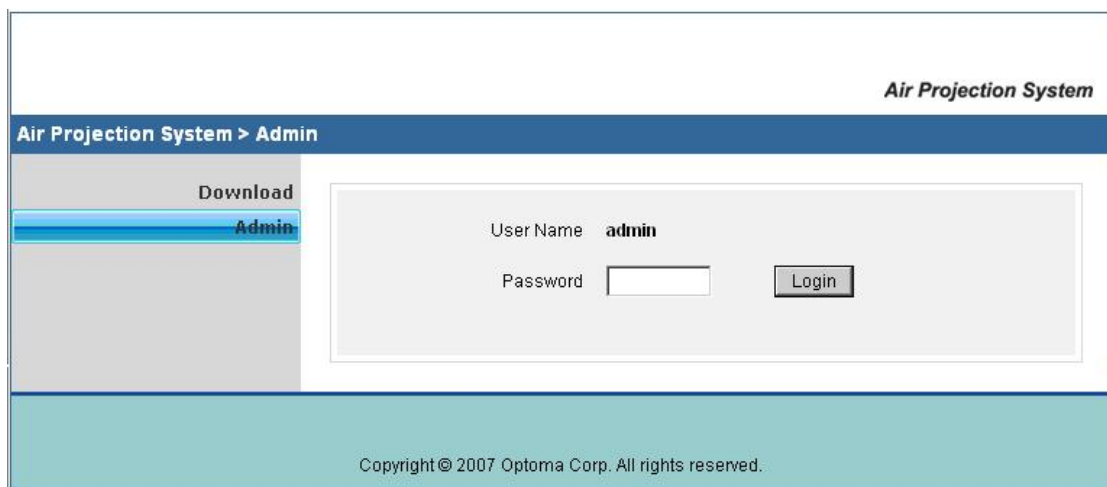 Air Projection System
Air Projection System > Admin
Download
Admin
User Name admin
Password
Login
Copyright © 2007 Optoma Corp. All rights reserved.